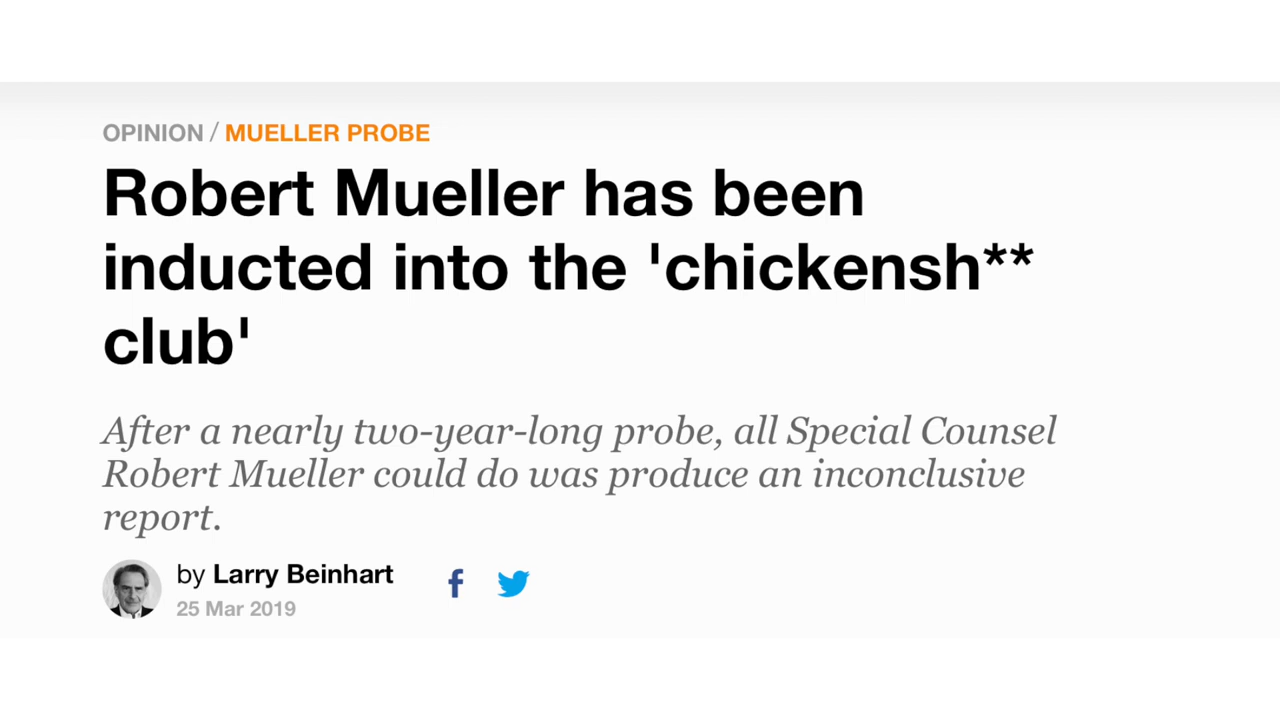 OPINION / MUELLER PROBE
Robert Mueller has been
inducted into the 'chickensh**
club'
After a nearly two-year-long probe, all Special Counsel
Robert Mueller could do was produce an inconclusive
report.
by Larry Beinhart
25 Mar 2019